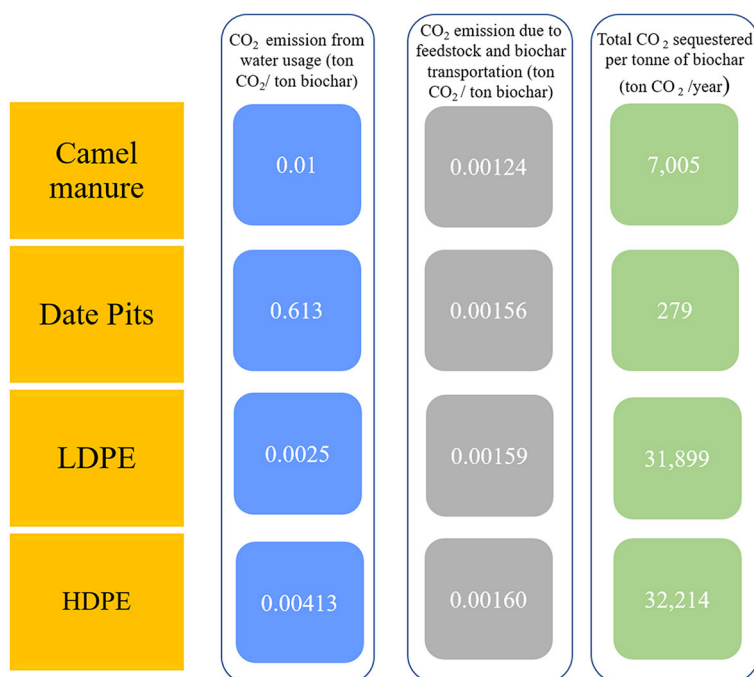 CO₂ emission from
water usage (ton
CO₂/ ton biochar)
CO₂ emission due to
feedstock and biochar
transportation (ton
CO₂/ ton biochar)
Total CO₂ sequestered
per tonne of biochar
(ton CO₂ /year)
Camel
manure
0.01
0.00124
7,005
Date Pits
0.613
0.00156
279
LDPE
0.0025
0.00159
31,899
HDPE
0.00413
0.00160
32,214